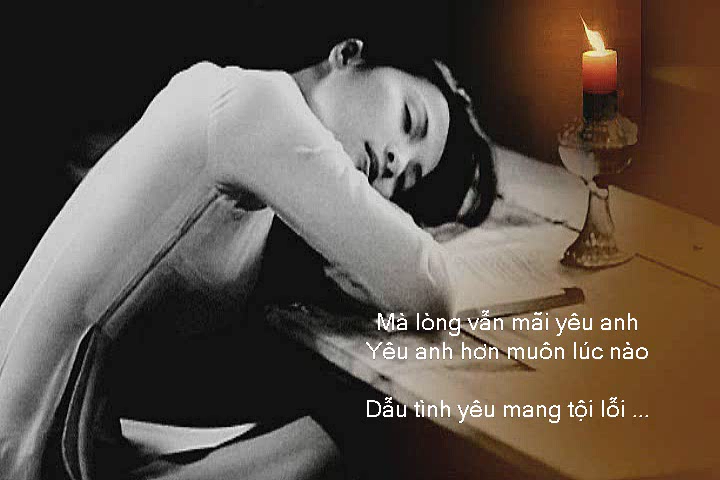 Mà lòng vẫn mãi yêu anh
Yêu anh hơn muôn lúc nào
Dẫu tình yêu mang tội lỗi ...